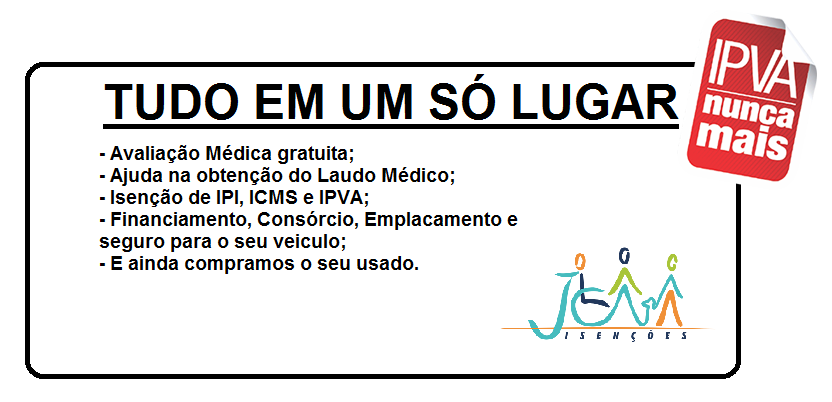 IPVA
nunca
mais
TUDO EM UM SÓ LUGAR
- Avaliação Médica gratuita;
- Ajuda na obtenção do Laudo Médico;
- Isenção de IPI, ICMS e IPVA;
- Financiamento, Consórcio, Emplacamento e
seguro para o seu veiculo;
- E ainda compramos o seu usado.
ISENÇÕES